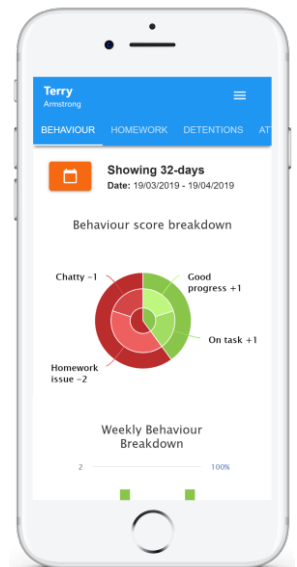 Terry
Armstrong
BEHAVIOUR HOMEWORK DETENTIONS AT
Showing 32-days
Date: 19/03/2019 - 19/04/2019
Behaviour score breakdown
Chatty -1
Good
progress +1
On task +1
Homework
issue -2
Weekly Behaviour
Breakdown
2 100%